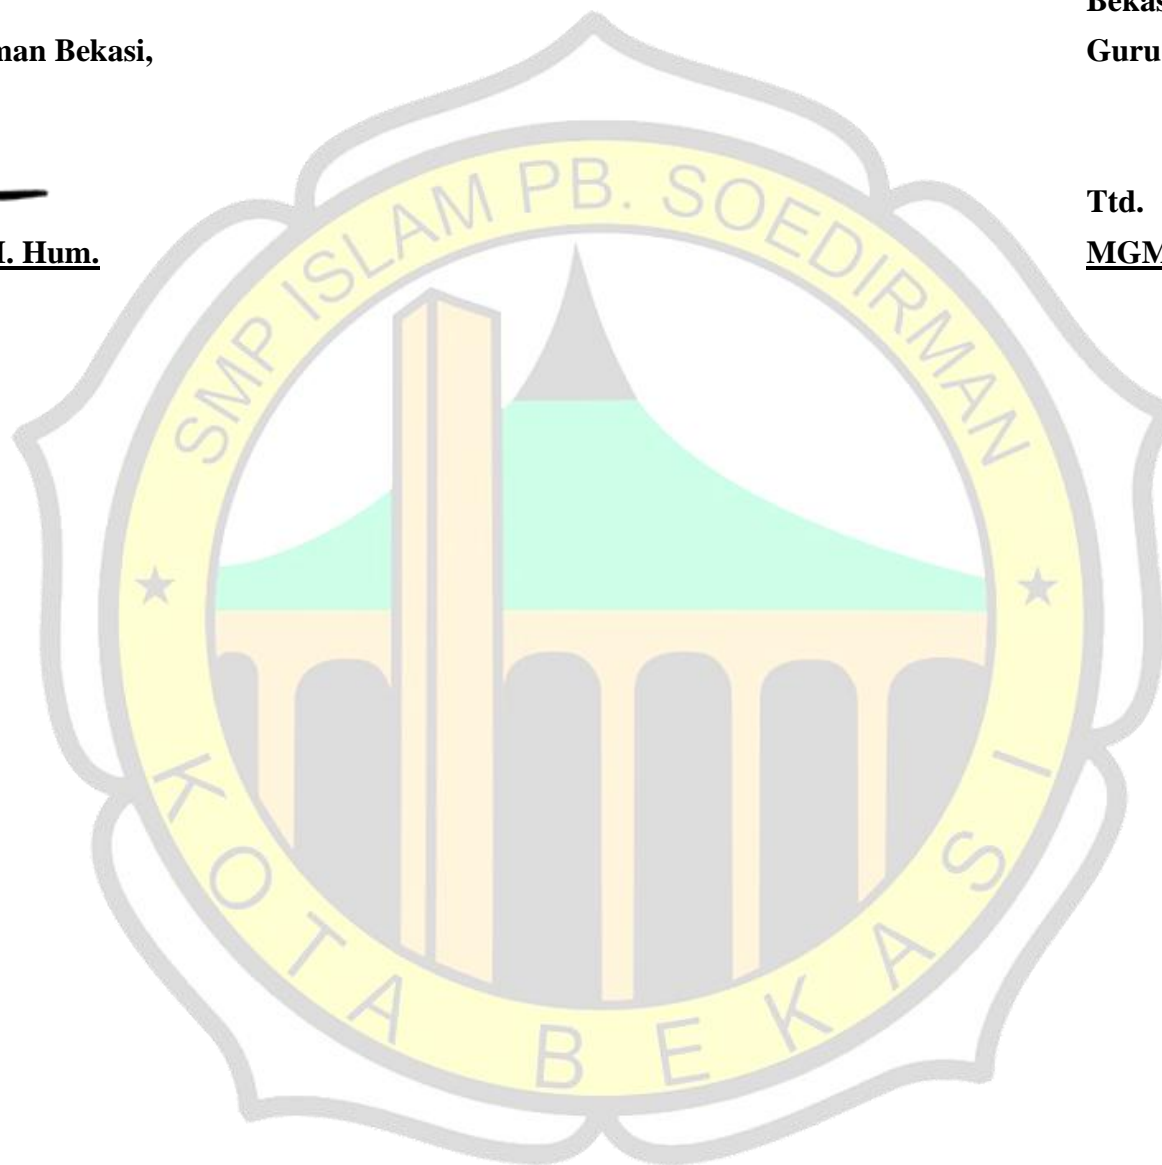 Bekas
man Bekasi,
Guru
Ttd.
I. Hum.
MGM
SMP ISLAM PB. SOEDIRMAN
KOTA BEKASI